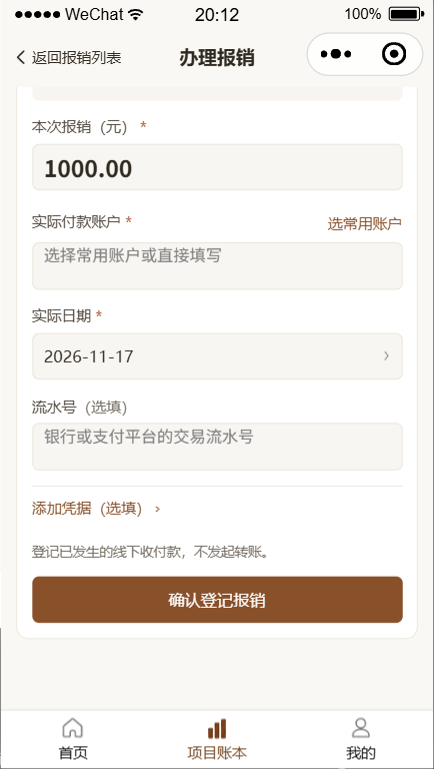 WeChat 20:12 100%
返回报销列表 办理报销
本次报销（元） *
1000.00
实际付款账户 * 选常用账户
选择常用账户或直接填写
实际日期 *
2026-11-17
流水号（选填）
银行或支付平台的交易流水号
添加凭据（选填） ›
登记已发生的线下收付款，不发起转账。
确认登记报销
首页 项目账本 我的